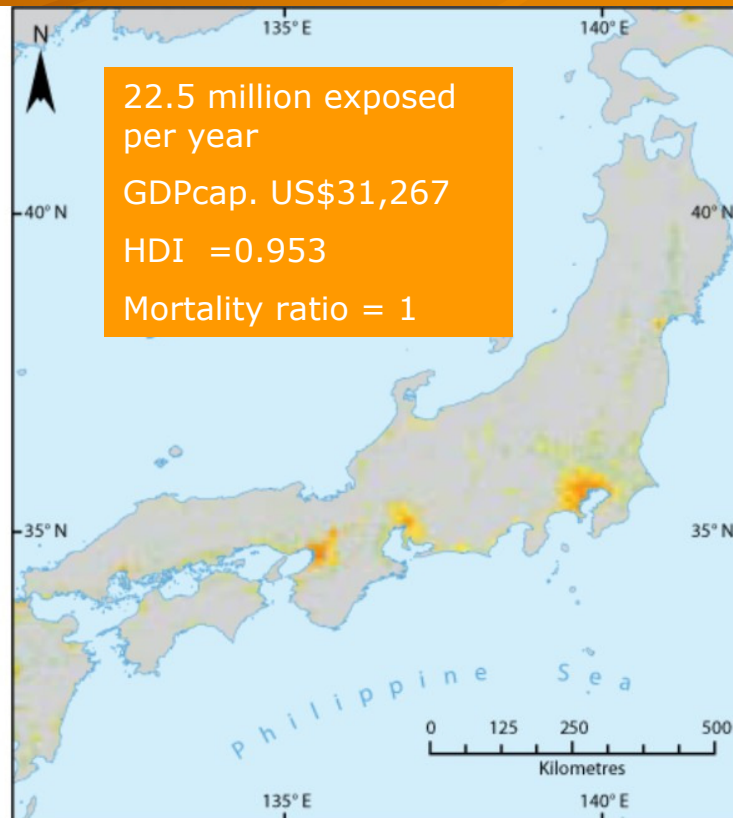 135° E
140° E
N
22.5 million exposed
per year
GDPcap. US$31,267
HDI =0.953
Mortality ratio = 1
40° N
40° N
35° N
35° N
Philippine Sea
0 125 250 500
Kilometres
135° E
140° E